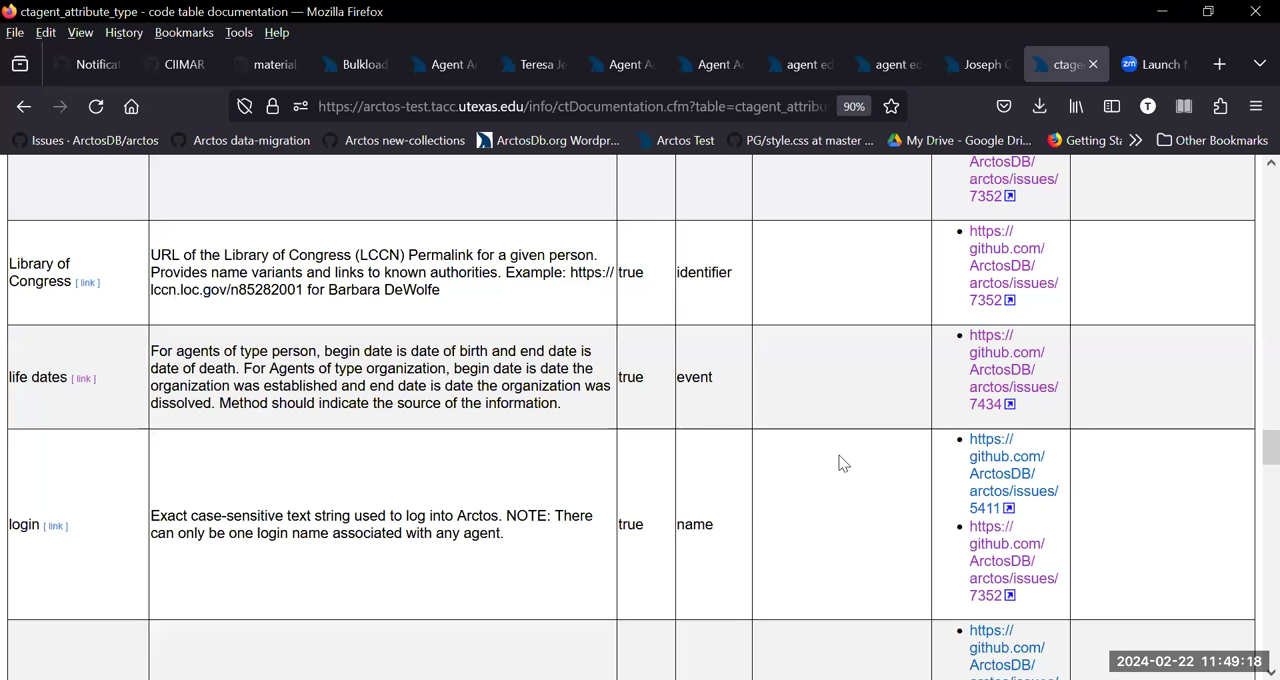 ctagent_attribute_type - code table documentation — Mozilla Firefox
File Edit View History Bookmarks Tools Help
Notificat CIIMAR material Bulkload Agent A Teresa Je Agent A Agent A agent ed agent ed Joseph C ctage zm Launch
https://arctos-test.tacc.utexas.edu/info/ctDocumentation.cfm?table=ctagent_attribu 90% T
Issues · ArctosDB/arctos Arctos data-migration Arctos new-collections ArctosDb.org Wordpr... Arctos Test PG/style.css at master ... My Drive - Google Dri... Getting Sta Other Bookmarks
ArctosDB/
arctos/issues/
7352
Library of
Congress [ link ]
URL of the Library of Congress (LCCN) Permalink for a given person.
Provides name variants and links to known authorities. Example: https://
lccn.loc.gov/n85282001 for Barbara DeWolfe
true
identifier
https://
github.com/
ArctosDB/
arctos/issues/
7352
life dates [ link ]
For agents of type person, begin date is date of birth and end date is
date of death. For Agents of type organization, begin date is date the
organization was established and end date is date the organization was
dissolved. Method should indicate the source of the information.
true
event
https://
github.com/
ArctosDB/
arctos/issues/
7434
login [ link ]
Exact case-sensitive text string used to log into Arctos. NOTE: There
can only be one login name associated with any agent.
true
name
https://
github.com/
ArctosDB/
arctos/issues/
5411
https://
github.com/
ArctosDB/
arctos/issues/
7352
https://
github.com/
ArctosDB/
2024-02-22 11:49:18